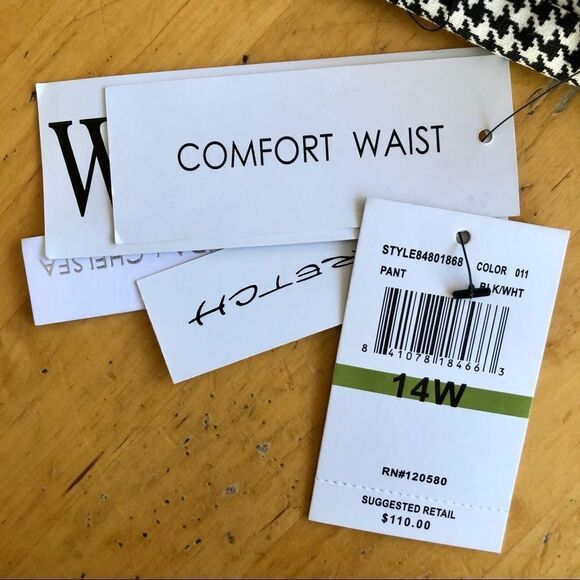 W
COMFORT WAIST
CHELSEA
STYLE84801868 COLOR 011
PANT BLK/WHT
8 41078 18466 3
14W
RN#120580
SUGGESTED RETAIL
$110.00